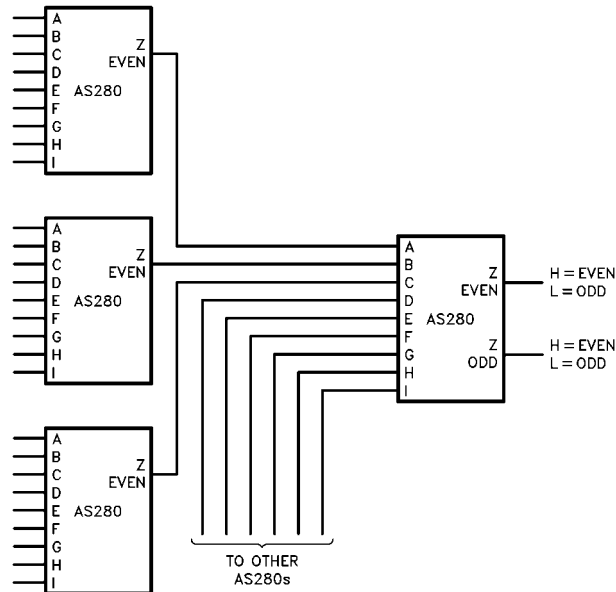 A
B
C
D
E
F
G
H
I
Z
EVEN
AS280
A
B
C
D
E
F
G
H
I
Z
EVEN
AS280
A
B
C
D
E
F
G
H
I
Z
EVEN
AS280
A
B
C
D
E
F
G
H
I
Z
EVEN
AS280
Z
ODD
H = EVEN
L = ODD
H = EVEN
L = ODD
TO OTHER
AS280s